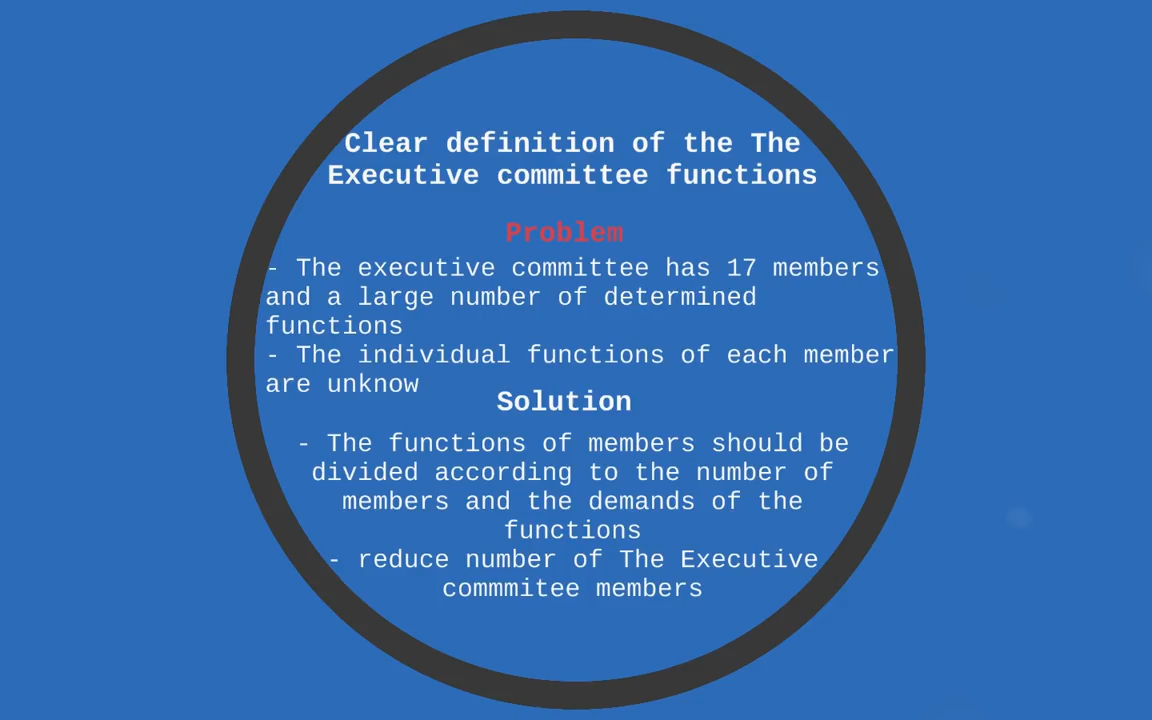 Clear definition of the The
Executive committee functions
Problem
- The executive committee has 17 members
and a large number of determined
functions
- The individual functions of each member
are unknow
Solution
- The functions of members should be
divided according to the number of
members and the demands of the
functions
- reduce number of The Executive
commmitee members